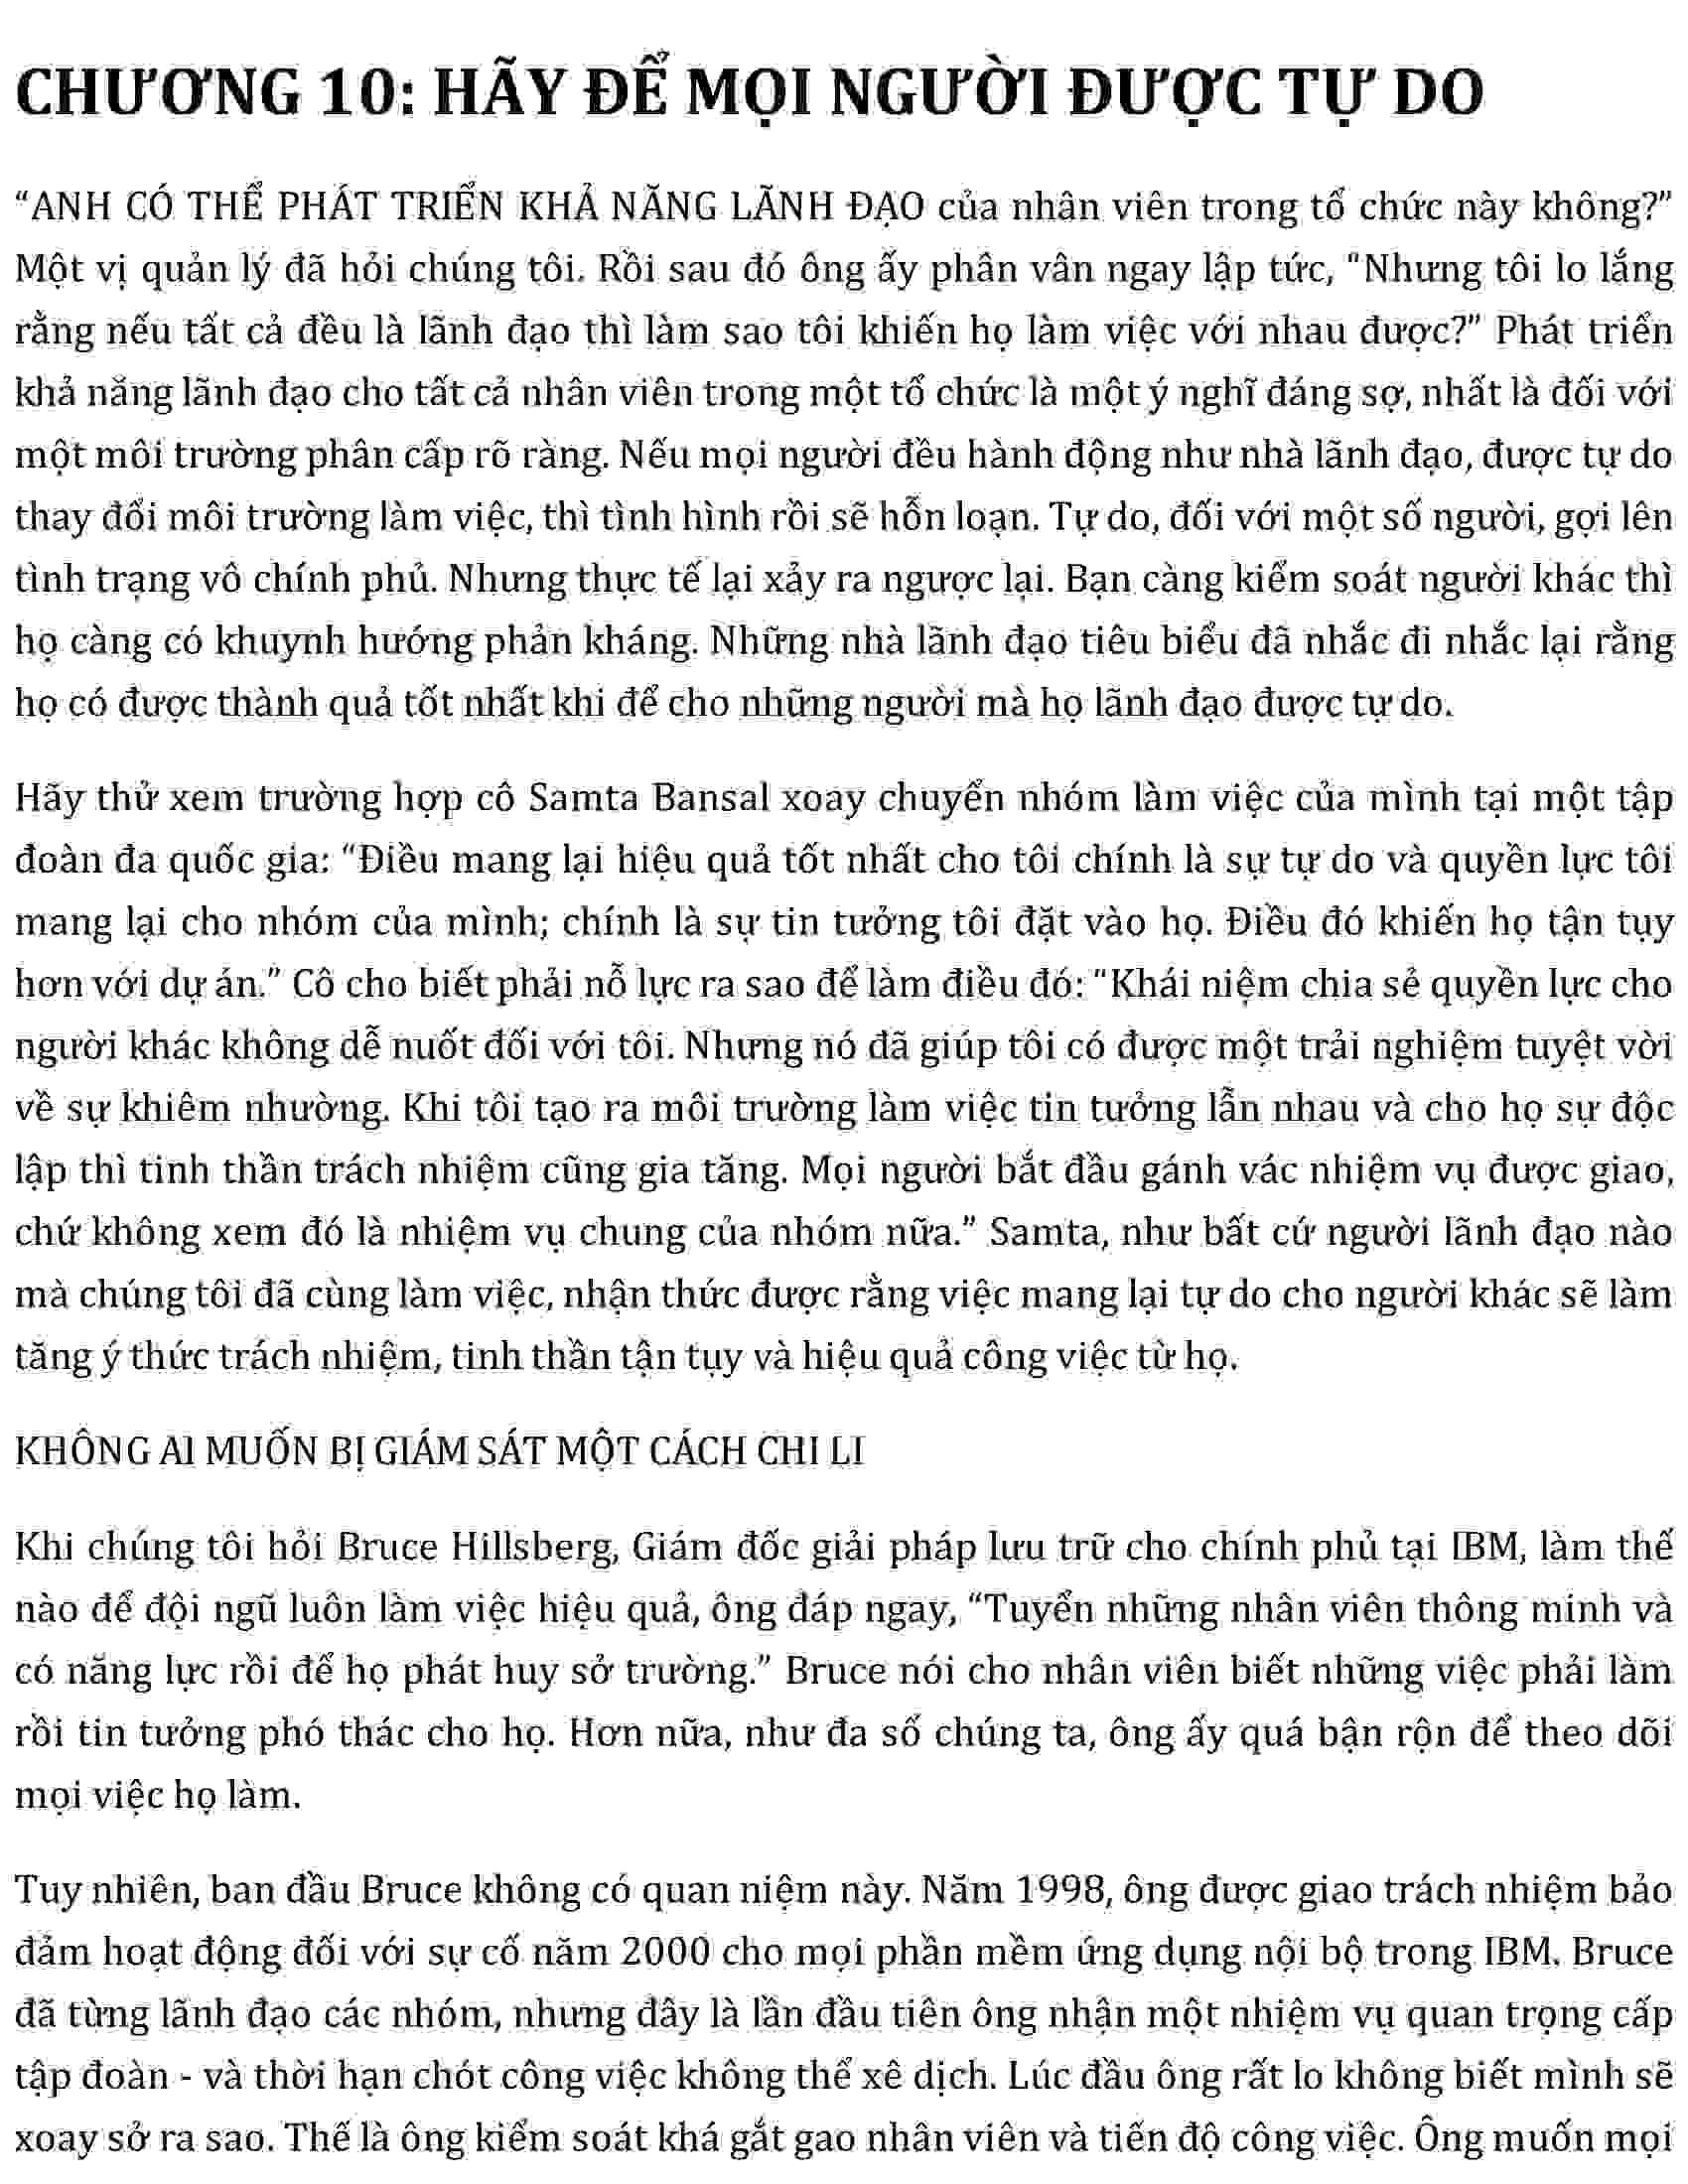 CHƯƠNG 10: HÃY ĐỂ MỌI NGƯỜI ĐƯỢC TỰ DO
“ANH CÓ THỂ PHÁT TRIỂN KHẢ NĂNG LÃNH ĐẠO của nhân viên trong tổ chức này không?”
Một vị quản lý đã hỏi chúng tôi. Rồi sau đó ông ấy phân vân ngay lập tức, “Nhưng tôi lo lắng
rằng nếu tất cả đều là lãnh đạo thì làm sao tôi khiến họ làm việc với nhau được?” Phát triển
khả năng lãnh đạo cho tất cả nhân viên trong một tổ chức là một ý nghĩ đáng sợ, nhất là đối với
một môi trường phân cấp rõ ràng. Nếu mọi người đều hành động như nhà lãnh đạo, được tự do
thay đổi môi trường làm việc, thì tình hình rồi sẽ hỗn loạn. Tự do, đối với một số người, gợi lên
tình trạng vô chính phủ. Nhưng thực tế lại xảy ra ngược lại. Bạn càng kiểm soát người khác thì
họ càng có khuynh hướng phản kháng. Những nhà lãnh đạo tiêu biểu đã nhắc đi nhắc lại rằng
họ có được thành quả tốt nhất khi để cho những người mà họ lãnh đạo được tự do.
Hãy thử xem trường hợp cô Samta Bansal xoay chuyển nhóm làm việc của mình tại một tập
đoàn đa quốc gia: “Điều mang lại hiệu quả tốt nhất cho tôi chính là sự tự do và quyền lực tôi
mang lại cho nhóm của mình; chính là sự tin tưởng tôi đặt vào họ. Điều đó khiến họ tận tụy
hơn với dự án.” Cô cho biết phải nỗ lực ra sao để làm điều đó: “Khái niệm chia sẻ quyền lực cho
người khác không dễ nuốt đối với tôi. Nhưng nó đã giúp tôi có được một trải nghiệm tuyệt vời
về sự khiêm nhường. Khi tôi tạo ra môi trường làm việc tin tưởng lẫn nhau và cho họ sự độc
lập thì tinh thần trách nhiệm cũng gia tăng. Mọi người bắt đầu gánh vác nhiệm vụ được giao,
chứ không xem đó là nhiệm vụ chung của nhóm nữa.” Samta, như bất cứ người lãnh đạo nào
mà chúng tôi đã cùng làm việc, nhận thức được rằng việc mang lại tự do cho người khác sẽ làm
tăng ý thức trách nhiệm, tinh thần tận tụy và hiệu quả công việc từ họ.
KHÔNG AI MUỐN BỊ GIÁM SÁT MỘT CÁCH CHI LI
Khi chúng tôi hỏi Bruce Hillsberg, Giám đốc giải pháp lưu trữ cho chính phủ tại IBM, làm thế
nào để đội ngũ luôn làm việc hiệu quả, ông đáp ngay, “Tuyển những nhân viên thông minh và
có năng lực rồi để họ phát huy sở trường.” Bruce nói cho nhân viên biết những việc phải làm
rồi tin tưởng phó thác cho họ. Hơn nữa, như đa số chúng ta, ông ấy quá bận rộn để theo dõi
mọi việc họ làm.
Tuy nhiên, ban đầu Bruce không có quan niệm này. Năm 1998, ông được giao trách nhiệm bảo
đảm hoạt động đối với sự cố năm 2000 cho mọi phần mềm ứng dụng nội bộ trong IBM. Bruce
đã từng lãnh đạo các nhóm, nhưng đây là lần đầu tiên ông nhận một nhiệm vụ quan trọng cấp
tập đoàn - và thời hạn chót công việc không thể xê dịch. Lúc đầu ông rất lo không biết mình sẽ
xoay sở ra sao. Thế là ông kiểm soát khá gắt gao nhân viên và tiến độ công việc. Ông muốn mọi